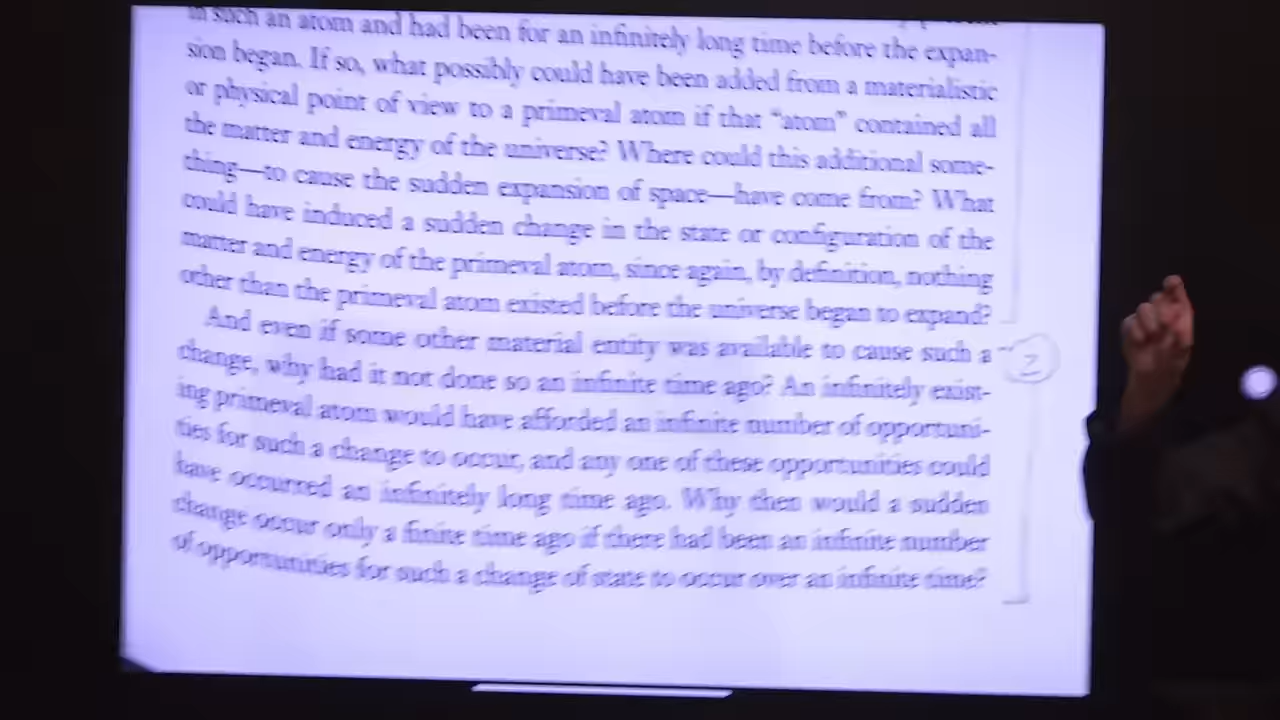 in such an atom and had been for an infinitely long time before the expan-
sion began. If so, what possibly could have been added from a materialistic
or physical point of view to a primeval atom if that “atom” contained all
the matter and energy of the universe? Where could this additional some-
thing—to cause the sudden expansion of space—have come from? What
could have induced a sudden change in the state or configuration of the
matter and energy of the primeval atom, since again, by definition, nothing
other than the primeval atom existed before the universe began to expand?
And even if some other material entity was available to cause such a
change, why had it not done so an infinite time ago? An infinitely exist-
ing primeval atom would have afforded an infinite number of opportuni-
ties for such a change to occur, and any one of these opportunities could
have occurred an infinitely long time ago. Why then would a sudden
change occur only a finite time ago if there had been an infinite number
of opportunities for such a change of state to occur over an infinite time?
2